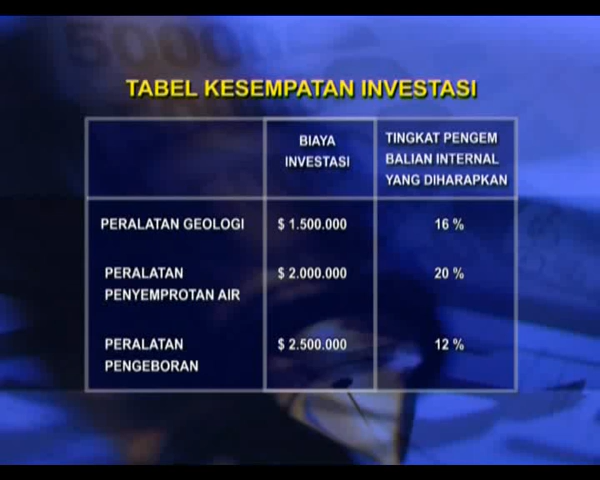 TABEL KESEMPATAN INVESTASI
BIAYA
INVESTASI
TINGKAT PENGEM
BALIAN INTERNAL
YANG DIHARAPKAN
PERALATAN GEOLOGI $ 1.500.000 16 %
PERALATAN $ 2.000.000 20 %
PENYEMPROTAN AIR
PERALATAN $ 2.500.000 12 %
PENGEBORAN